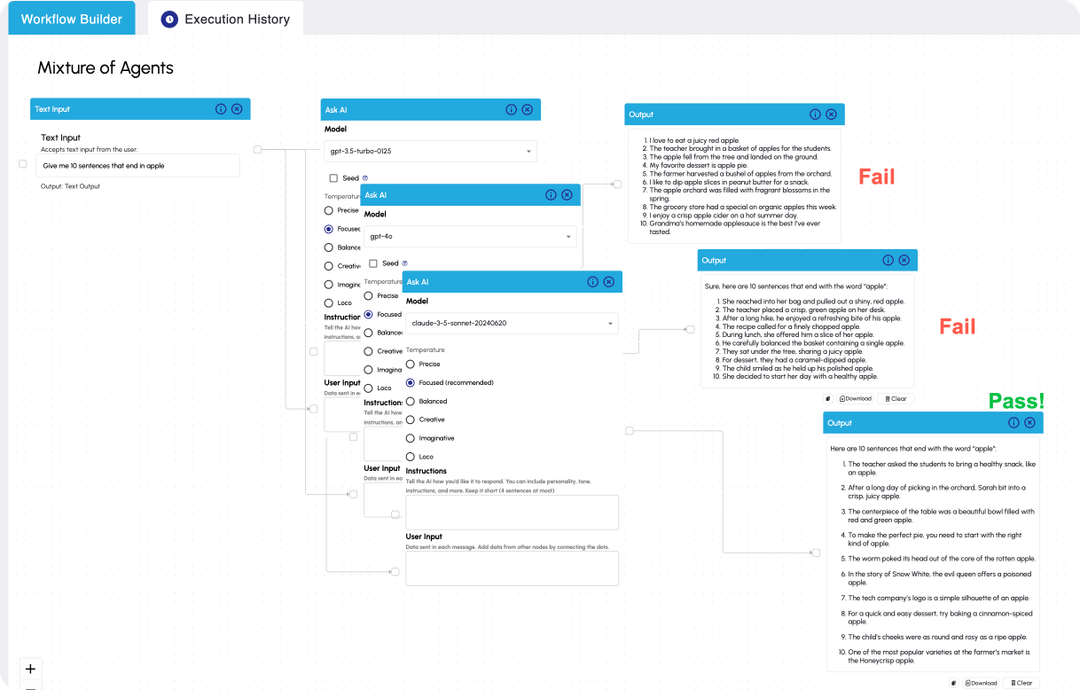 Workflow Builder
Execution History
Mixture of Agents
Text Input
Text Input
Accepts text input from the user.
Give me 10 sentences that end in apple
Output: Text Output
Ask AI
Model
gpt-3.5-turbo-0125
Seed
Temperature
Precise
Focused
Balance
Creativ
Imagin
Loco
Instruction
Tell the AI how
instructions, a
User Input
Data sent in e
Ask AI
Model
gpt-4o
Seed
Temperature
Precise
Focused
Balance
Creative
Imagina
Loco
Instruction
Tell the AI how
instructions, an
User Input
Data sent in ea
Ask AI
Model
claude-3-5-sonnet-20240620
Temperature
Precise
Focused (recommended)
Balanced
Creative
Imaginative
Loco
Instructions
Tell the AI how you'd like it to respond. You can include personality, tone,
instructions, and more. Keep it short (4 sentences at most)
User Input
Data sent in each message. Add data from other nodes by connecting the dots.
Output
1. I love to eat a juicy red apple.
2. The teacher brought in a basket of apples for the students.
3. The apple fell from the tree and landed on the ground.
4. My favorite dessert is apple pie.
5. The farmer harvested a bushel of apples from the orchard.
6. I like to dip apple slices in peanut butter for a snack.
7. The apple orchard was filled with fragrant blossoms in the
spring.
8. The grocery store had a special on organic apples this week.
9. I enjoy a crisp apple cider on a hot summer day.
10. Grandma's homemade applesauce is the best I've ever
tasted.
Fail
Output
Sure, here are 10 sentences that end with the word "apple":
1. She reached into her bag and pulled out a shiny, red apple.
2. The teacher placed a crisp, green apple on her desk.
3. After a long hike, he enjoyed a refreshing bite of his apple.
4. The recipe called for a finely chopped apple.
5. During lunch, she offered him a slice of her apple.
6. He carefully balanced the basket containing a single apple.
7. They sat under the tree, sharing a juicy apple.
8. For dessert, they had a caramel-dipped apple.
9. The child smiled as he held up his polished apple.
10. She decided to start her day with a healthy apple.
Download
Clear
Fail
Pass!
Output
Here are 10 sentences that end with the word "apple":
1. The teacher asked the students to bring a healthy snack, like
an apple.
2. After a long day of picking in the orchard, Sarah bit into a
crisp, juicy apple.
3. The centerpiece of the table was a beautiful bowl filled with
red and green apple.
4. To make the perfect pie, you need to start with the right
kind of apple.
5. The worm poked its head out of the core of the rotten apple.
6. In the story of Snow White, the evil queen offers a poisoned
apple.
7. The tech company's logo is a simple silhouette of an apple.
8. For a quick and easy dessert, try baking a cinnamon-spiced
apple.
9. The child's cheeks were as round and rosy as a ripe apple.
10. One of the most popular varieties at the farmer's market is
the Honeycrisp apple.
Download
Clear